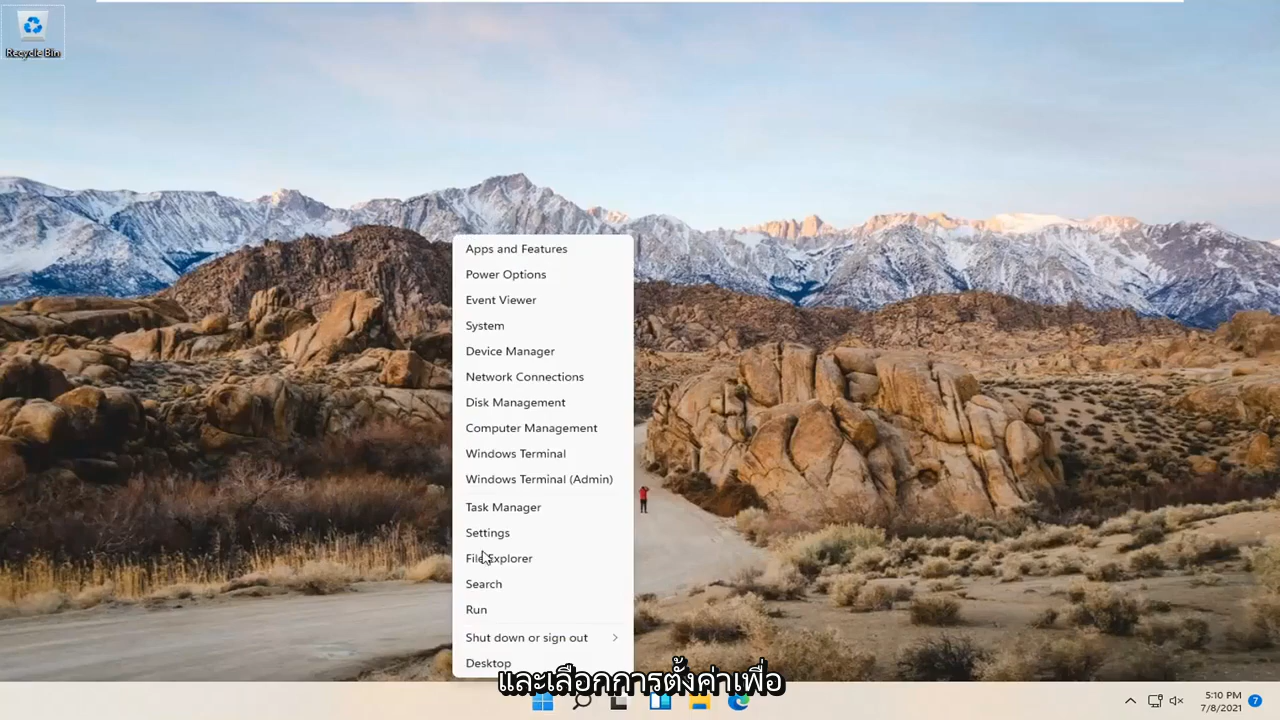 Recycle Bin
Apps and Features
Power Options
Event Viewer
System
Device Manager
Network Connections
Disk Management
Computer Management
Windows Terminal
Windows Terminal (Admin)
Task Manager
Settings
File Explorer
Search
Run
Shut down or sign out
Desktop
และเลือกการตั้งค่าเพื่อ
5:10 PM
7/8/2021
7